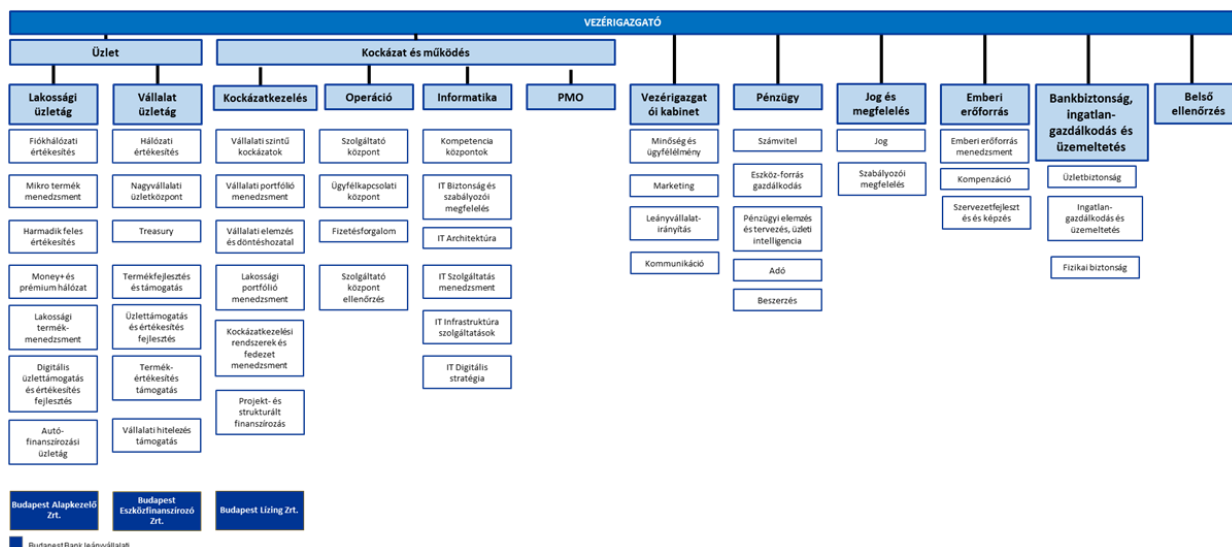 VEZÉRIGAZGATÓ
Üzlet
Kockázat és működés
Lakossági
üzletág
Vállalat
üzletág
Kockázatkezelés
Operáció
Informatika
PMO
Vezérigazgat
ói kabinet
Pénzügy
Jog és
megfelelés
Emberi
erőforrás
Bankbiztonság,
ingatlan-
gazdálkodás és
üzemeltetés
Belső
ellenőrzés
Fiókhálózati
értékesítés
Mikro termék
menedzsment
Harmadik feles
értékesítés
Money+ és
prémium hálózat
Lakossági
termék-
menedzsment
Digitális
üzlettámogatás
és értékesítés
fejlesztés
Autó-
finanszírozási
üzletág
Hálózati
értékesítés
Nagyvállalati
üzletközpont
Treasury
Termékfejlesztés
és támogatás
Üzlettámogatás
és értékesítés
fejlesztés
Termék-
értékesítés
támogatás
Vállalati hitelezés
támogatás
Vállalati szintű
kockázatok
Vállalati portfólió
menedzsment
Vállalati elemzés
és döntéshozatal
Lakossági
portfólió
menedzsment
Kockázatkezelési
rendszerek és
fedezet
menedzsment
Projekt- és
strukturált
finanszírozás
Szolgáltató
központ
Ügyfélkapcsolati
központ
Fizetésforgalom
Szolgáltató
központ
ellenőrzés
Kompetencia
központok
IT Biztonság és
szabályozói
megfelelés
IT Architektúra
IT Szolgáltatás
menedzsment
IT Infrastruktúra
szolgáltatások
IT Digitális
stratégia
Minőség és
ügyfélélmény
Marketing
Leányvállalat-
irányítás
Kommunikáció
Számvitel
Eszköz-forrás
gazdálkodás
Pénzügyi elemzés
és tervezés, üzleti
intelligencia
Adó
Beszerzés
Jog
Szabályozói
megfelelés
Emberi erőforrás
menedzsment
Kompenzáció
Szervezetfejleszt
és és képzés
Üzletbiztonság
Ingatlan-
gazdálkodás és
üzemeltetés
Fizikai biztonság
Budapest Alapkezelő
Zrt.
Budapest
Eszközfinanszírozó
Zrt.
Budapest Lízing Zrt.
Budapest Bank leányvállalati